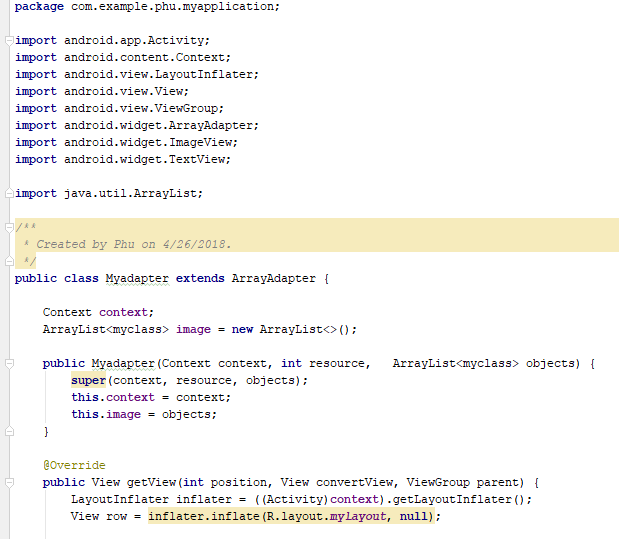 package com.example.phu.myapplication;
import android.app.Activity;
import android.content.Context;
import android.view.LayoutInflater;
import android.view.View;
import android.view.ViewGroup;
import android.widget.ArrayAdapter;
import android.widget.ImageView;
import android.widget.TextView;
import java.util.ArrayList;
/**
 * Created by Phu on 4/26/2018.
 */
public class Myadapter extends ArrayAdapter {
    Context context;
    ArrayList<myclass> image = new ArrayList<>();
    public Myadapter(Context context, int resource,   ArrayList<myclass> objects) {
        super(context, resource, objects);
        this.context = context;
        this.image = objects;
    }
    @Override
    public View getView(int position, View convertView, ViewGroup parent) {
        LayoutInflater inflater = ((Activity)context).getLayoutInflater();
        View row = inflater.inflate(R.layout.mylayout, null);